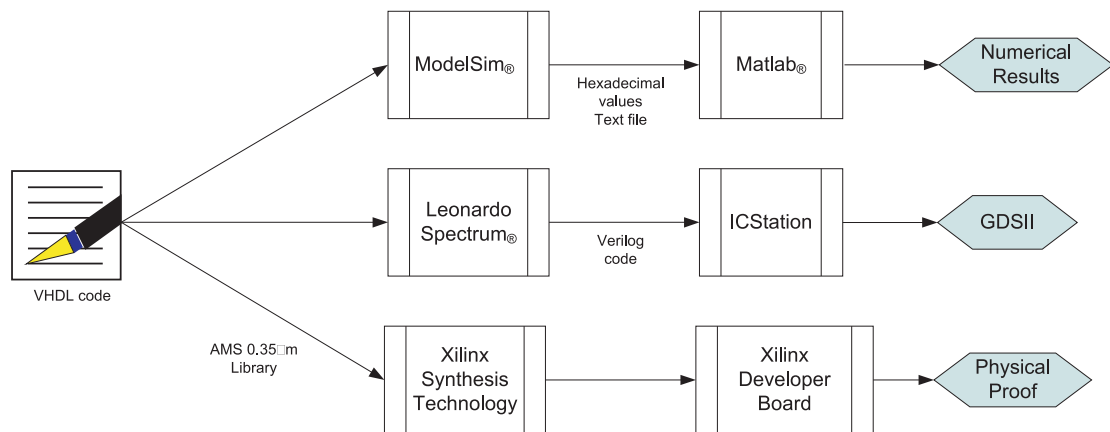 ModelSim®
Hexadecimal
values
Text file
Matlab®
Numerical
Results
VHDL code
Leonardo
Spectrum®
Verilog
code
ICStation
GDSII
AMS 0.35□m
Library
Xilinx
Synthesis
Technology
Xilinx
Developer
Board
Physical
Proof